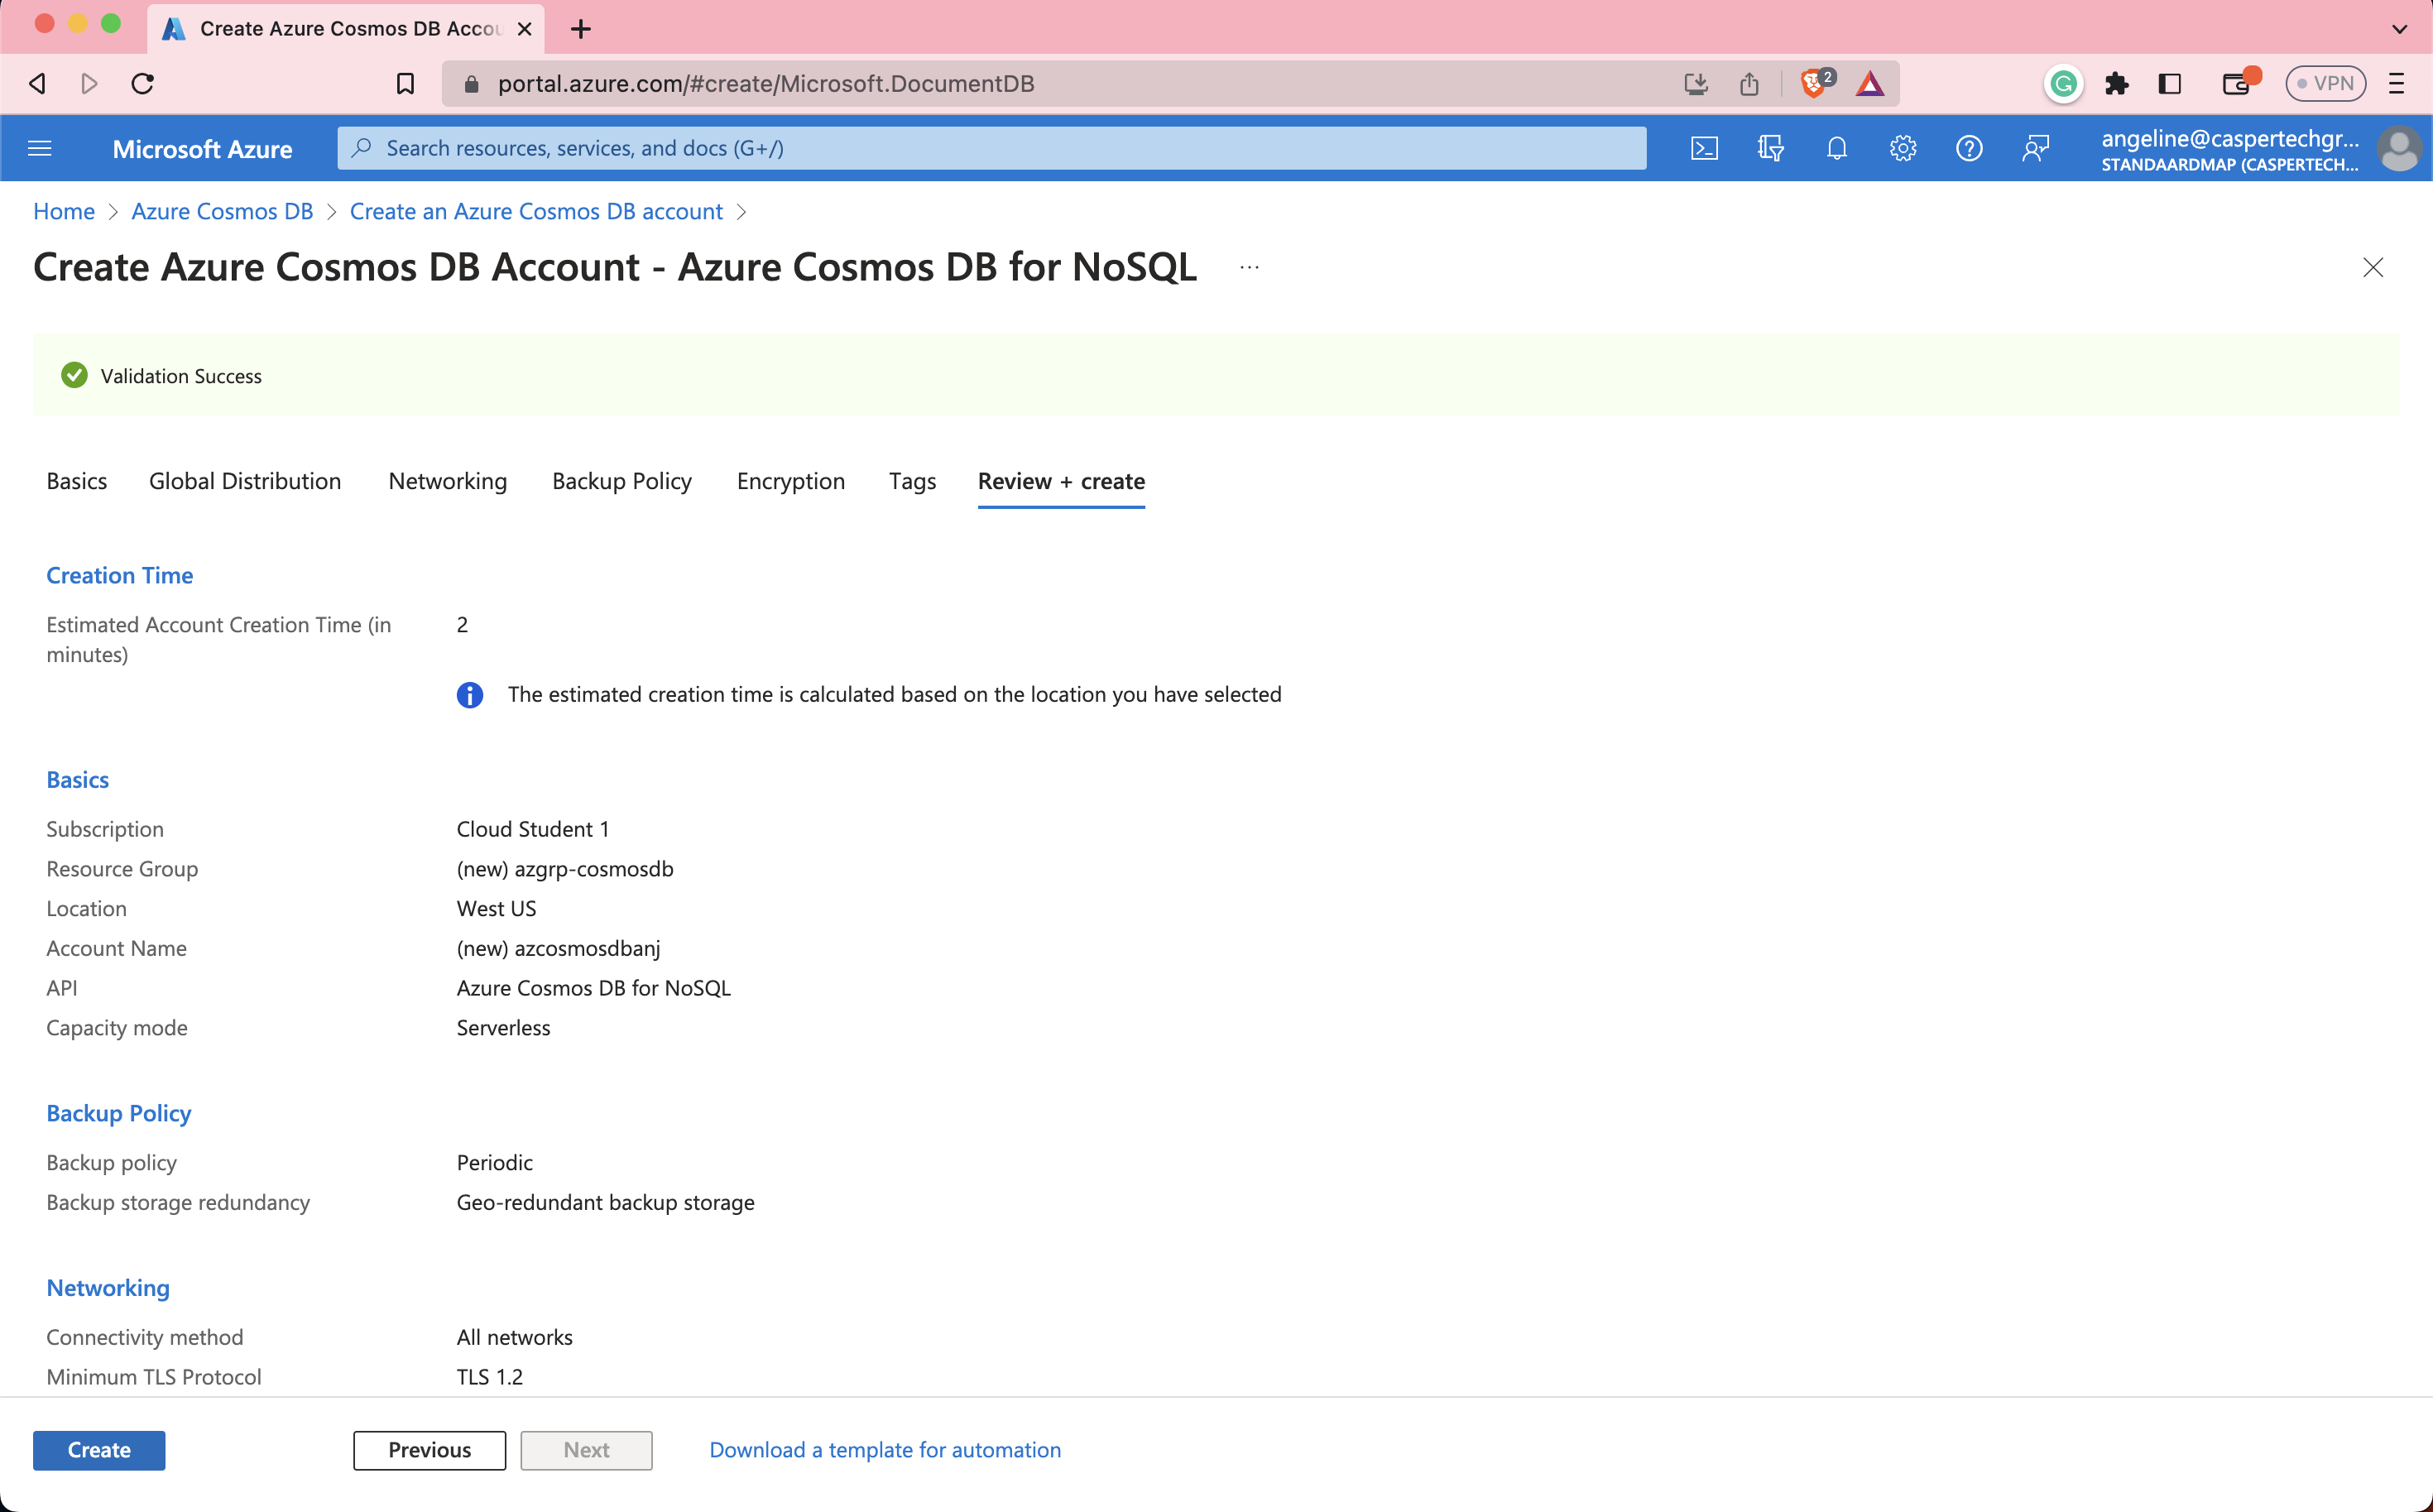 Create Azure Cosmos DB Accou
portal.azure.com/#create/Microsoft.DocumentDB
2
VPN
Microsoft Azure
Search resources, services, and docs (G+/)
angeline@caspertechgr...
STANDAARDMAP (CASPERTECH...
Home > Azure Cosmos DB > Create an Azure Cosmos DB account >
Create Azure Cosmos DB Account - Azure Cosmos DB for NoSQL ...
Validation Success
Basics Global Distribution Networking Backup Policy Encryption Tags Review + create
Creation Time
Estimated Account Creation Time (in 2
minutes)
The estimated creation time is calculated based on the location you have selected
Basics
Subscription Cloud Student 1
Resource Group (new) azgrp-cosmosdb
Location West US
Account Name (new) azcosmosdbanj
API Azure Cosmos DB for NoSQL
Capacity mode Serverless
Backup Policy
Backup policy Periodic
Backup storage redundancy Geo-redundant backup storage
Networking
Connectivity method All networks
Minimum TLS Protocol TLS 1.2
Create Previous Next Download a template for automation